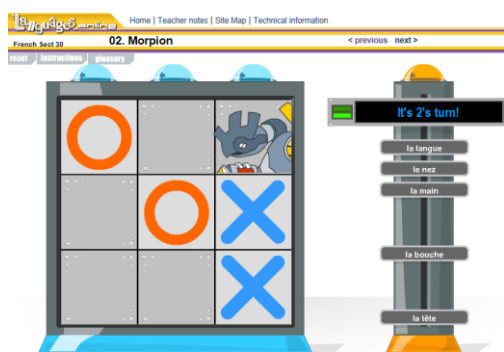 Languages online
Home | Teacher notes | Site Map | Technical information
French Sect 30
02. Morpion
< previous next >
reset instructions glossary
It's 2's turn!
la langue
le nez
la main
la bouche
la tête